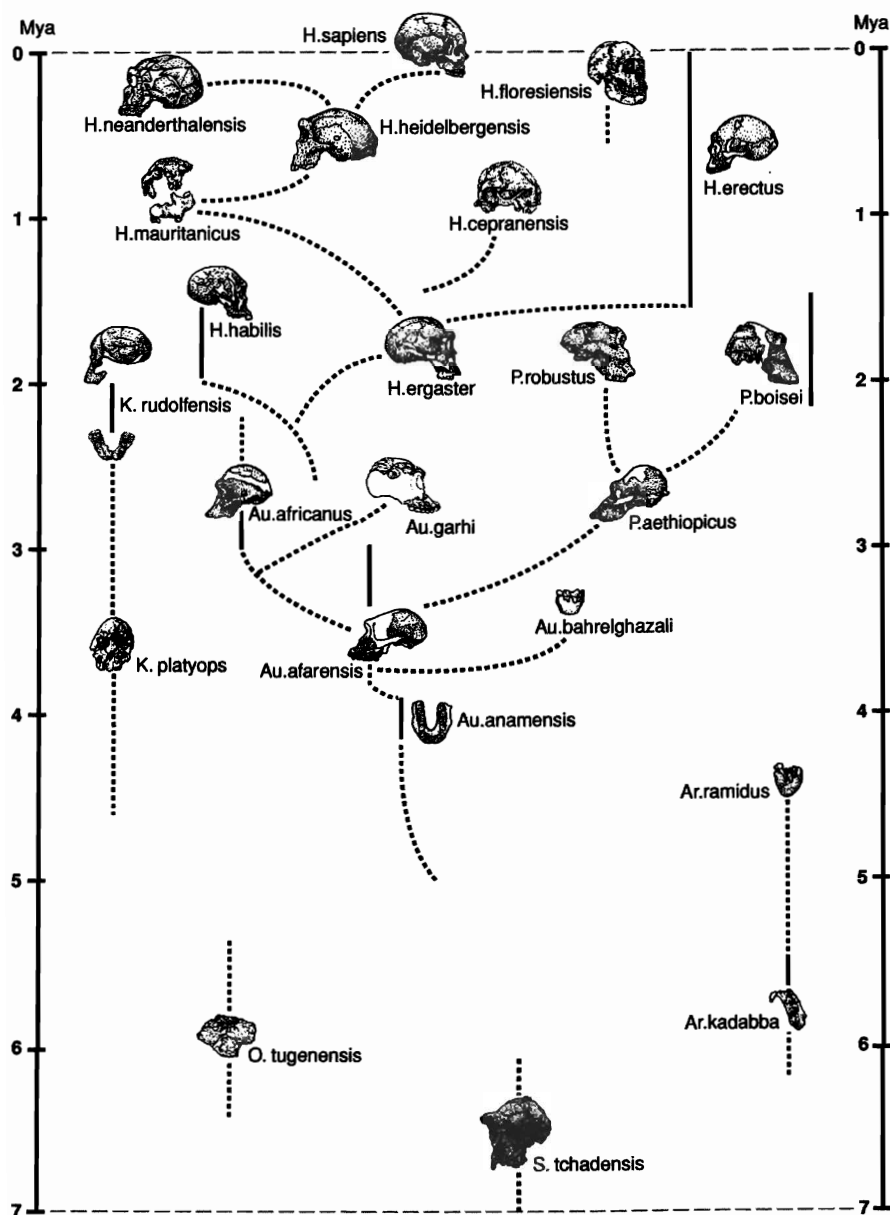 Mya
Mya
H.sapiens
0
0
H.floresiensis
H.neanderthalensis
H.heidelbergensis
H.erectus
1
1
H.mauritanicus
H.cepranensis
H.habilis
H.ergaster
P.robustus
P.boisei
2
2
K. rudolfensis
Au.africanus
Au.garhi
P.aethiopicus
3
3
Au.bahrelghazali
K. platyops
Au.afarensis
4
4
Au.anamensis
Ar.ramidus
5
5
Ar.kadabba
6
6
O. tugenensis
S. tchadensis
7
7